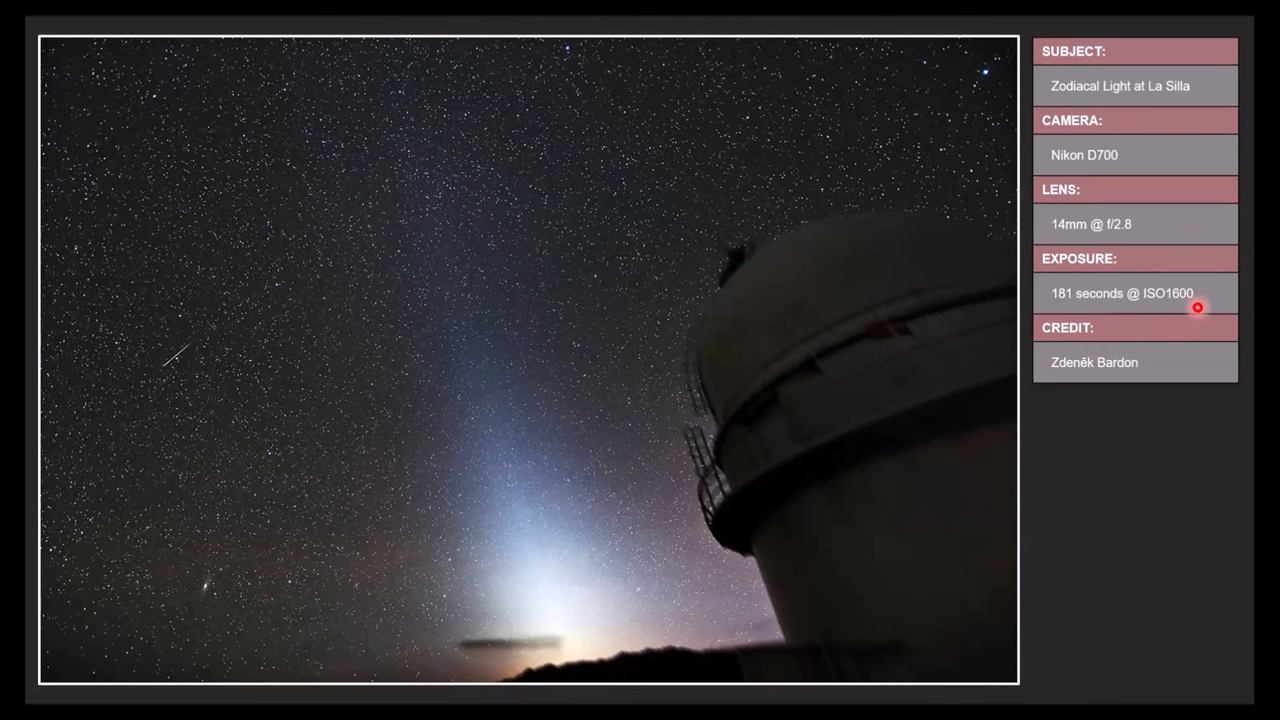 SUBJECT:
Zodiacal Light at La Silla
CAMERA:
Nikon D700
LENS:
14mm @ f/2.8
EXPOSURE:
181 seconds @ ISO1600
CREDIT:
Zdeněk Bardon